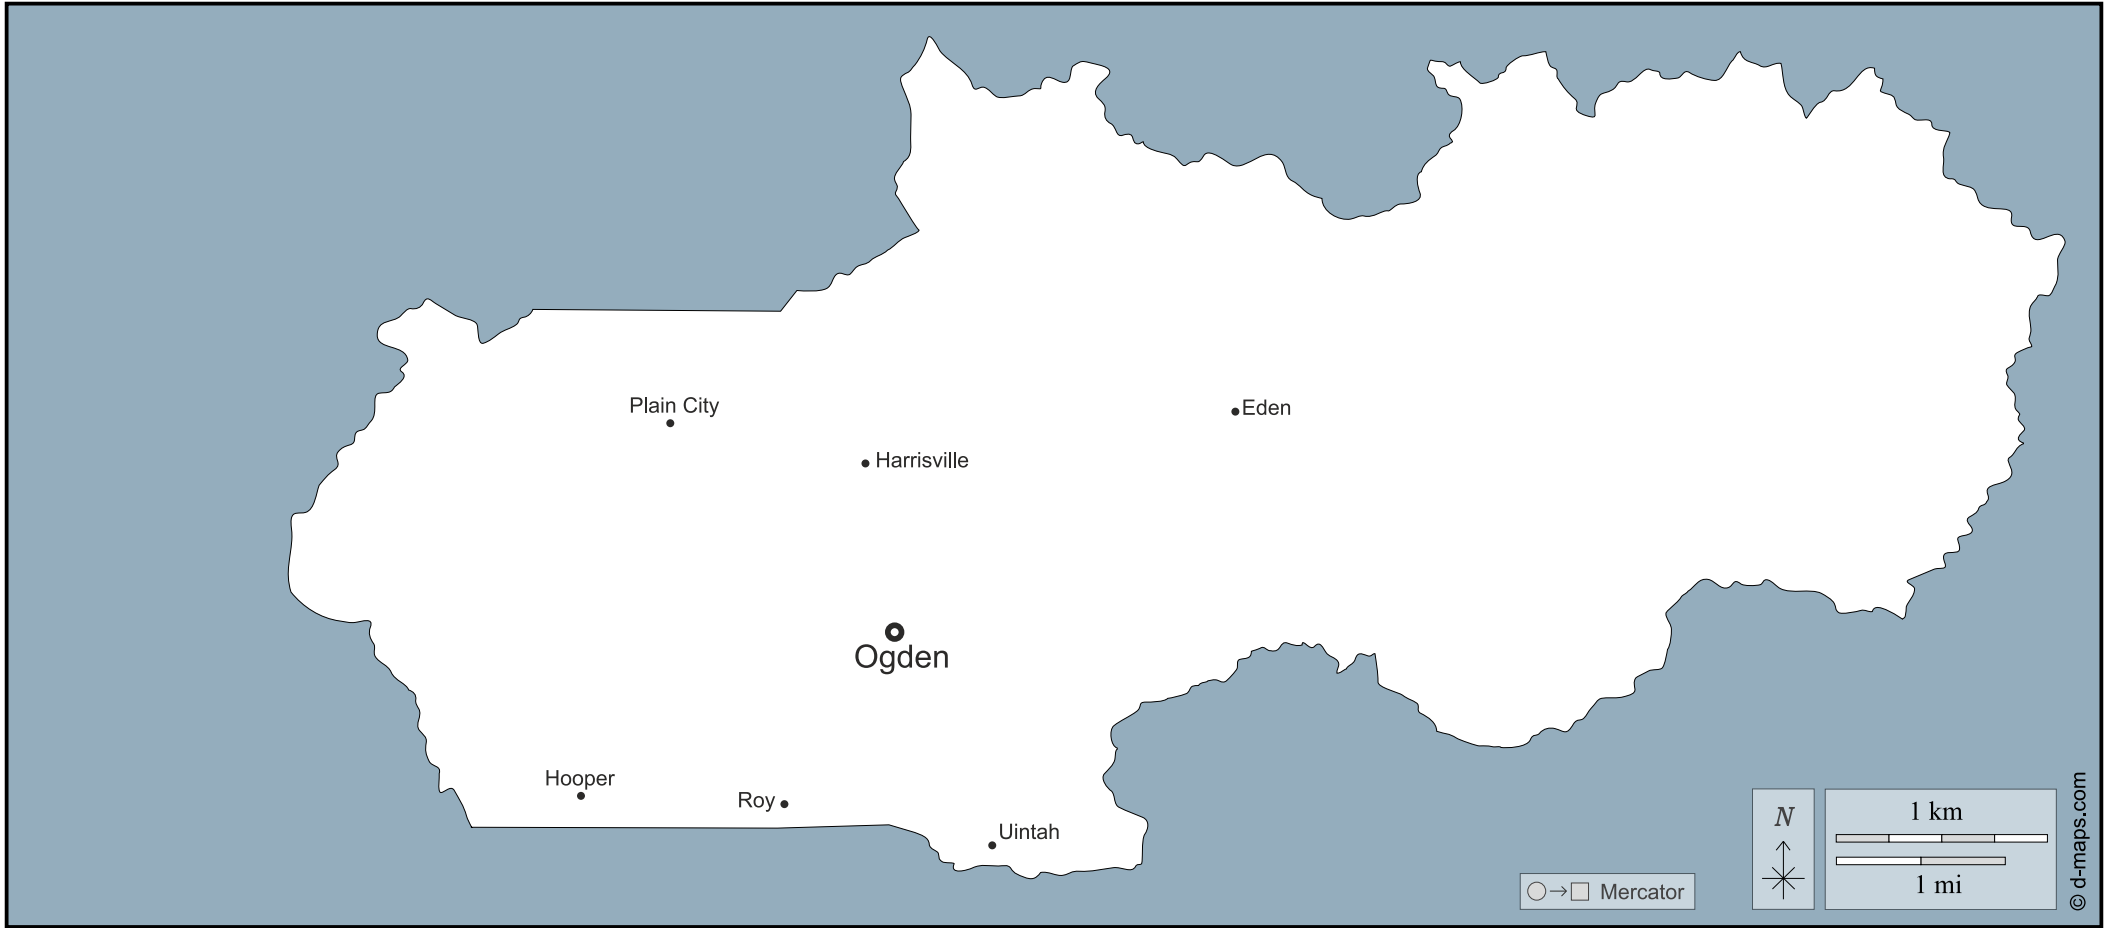 Plain City
Eden
Harrisville
Ogden
Hooper
Roy
Uintah
Mercator
N
1 km
1 mi
© d-maps.com